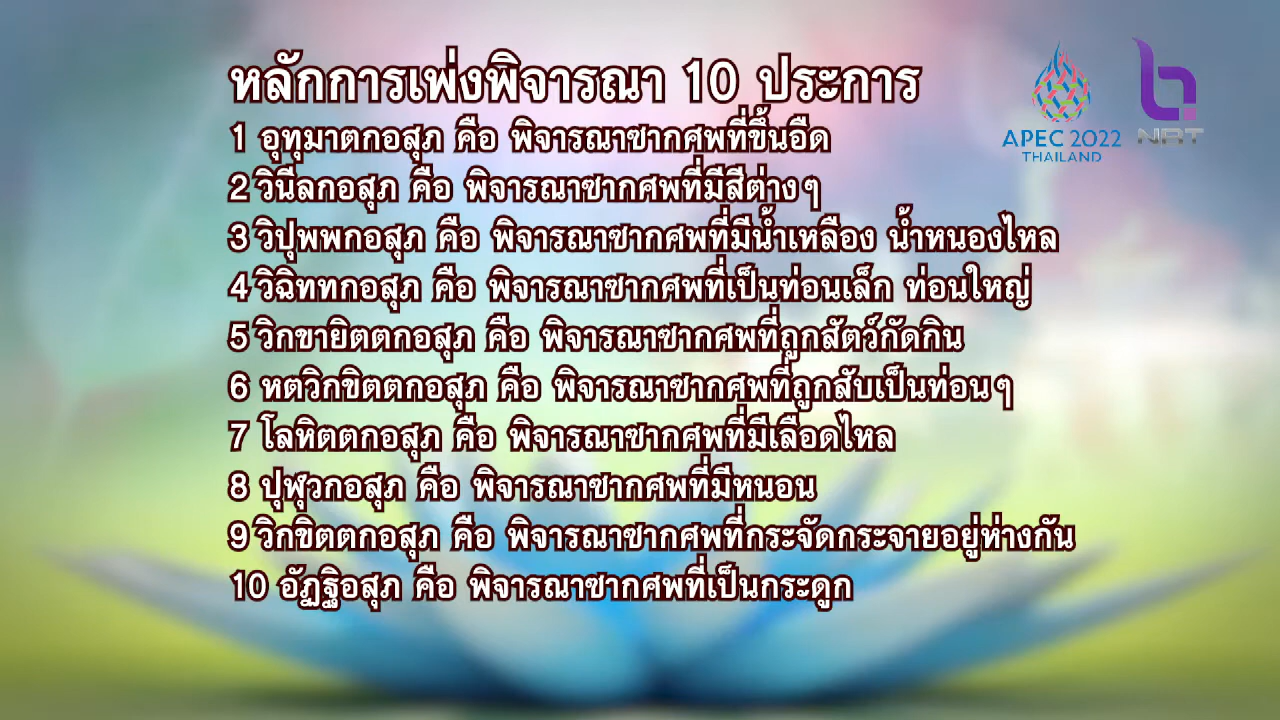 หลักการเพ่งพิจารณา 10 ประการ
1 อุทุมาตกอสุภ คือ พิจารณาซากศพที่ขึ้นอืด
2 วินีลกอสุภ คือ พิจารณาซากศพที่มีสีต่างๆ
3 วิปุพพกอสุภ คือ พิจารณาซากศพที่มีน้ำเหลือง น้ำหนองไหล
4 วิฉิททกอสุภ คือ พิจารณาซากศพที่เป็นท่อนเล็ก ท่อนใหญ่
5 วิกขายิตตกอสุภ คือ พิจารณาซากศพที่ถูกสัตว์กัดกิน
6 หตวิกขิตตกอสุภ คือ พิจารณาซากศพที่ถูกสับเป็นท่อนๆ
7 โลหิตตกอสุภ คือ พิจารณาซากศพที่มีเลือดไหล
8 ปุฬุวกอสุภ คือ พิจารณาซากศพที่มีหนอน
9 วิกขิตตกอสุภ คือ พิจารณาซากศพที่กระจัดกระจายอยู่ห่างกัน
10 อัฏฐิอสุภ คือ พิจารณาซากศพที่เป็นกระดูก
APEC 2022
THAILAND
NBT